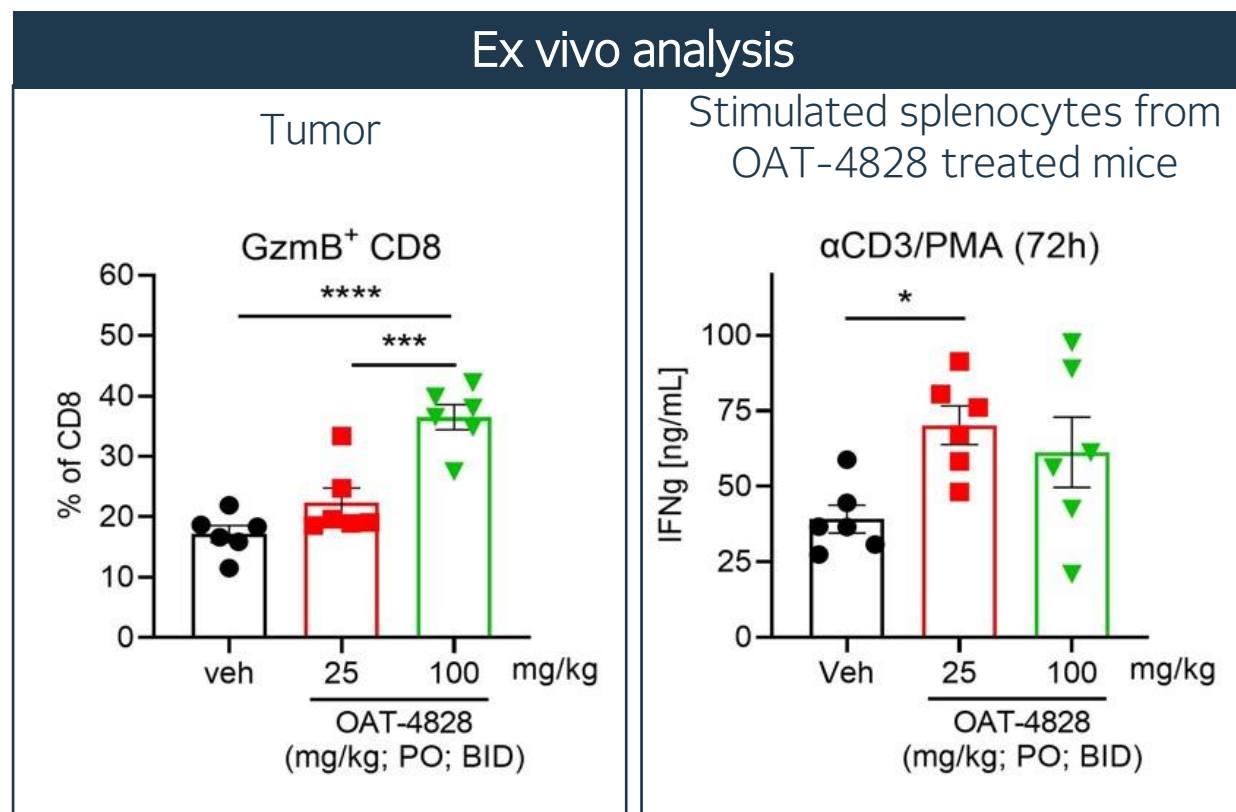 Ex vivo analysis
Tumor
GzmB⁺ CD8
60
50
40
30
20
10
0
% of CD8
****
***
veh
25
100
mg/kg
OAT-4828
(mg/kg; PO; BID)
Stimulated splenocytes from
OAT-4828 treated mice
αCD3/PMA (72h)
100
75
50
25
0
IFNg [ng/mL]
*
Veh
25
100
mg/kg
OAT-4828
(mg/kg; PO; BID)